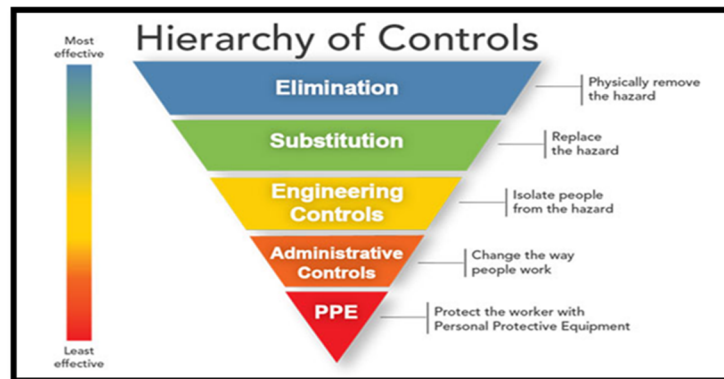 Hierarchy of Controls
Most
effective
Elimination
Physically remove
the hazard
Substitution
Replace
the hazard
Engineering
Controls
Isolate people
from the hazard
Administrative
Controls
Change the way
people work
PPE
Protect the worker with
Personal Protective Equipment
Least
effective